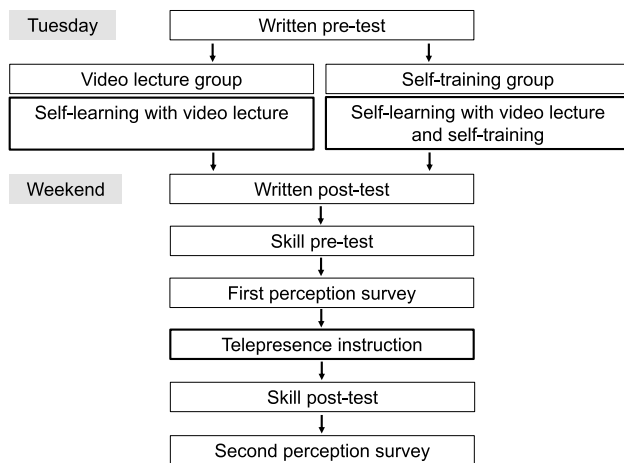 Tuesday
Written pre-test
Video lecture group
Self-training group
Self-learning with video lecture
Self-learning with video lecture
and self-training
Weekend
Written post-test
Skill pre-test
First perception survey
Telepresence instruction
Skill post-test
Second perception survey